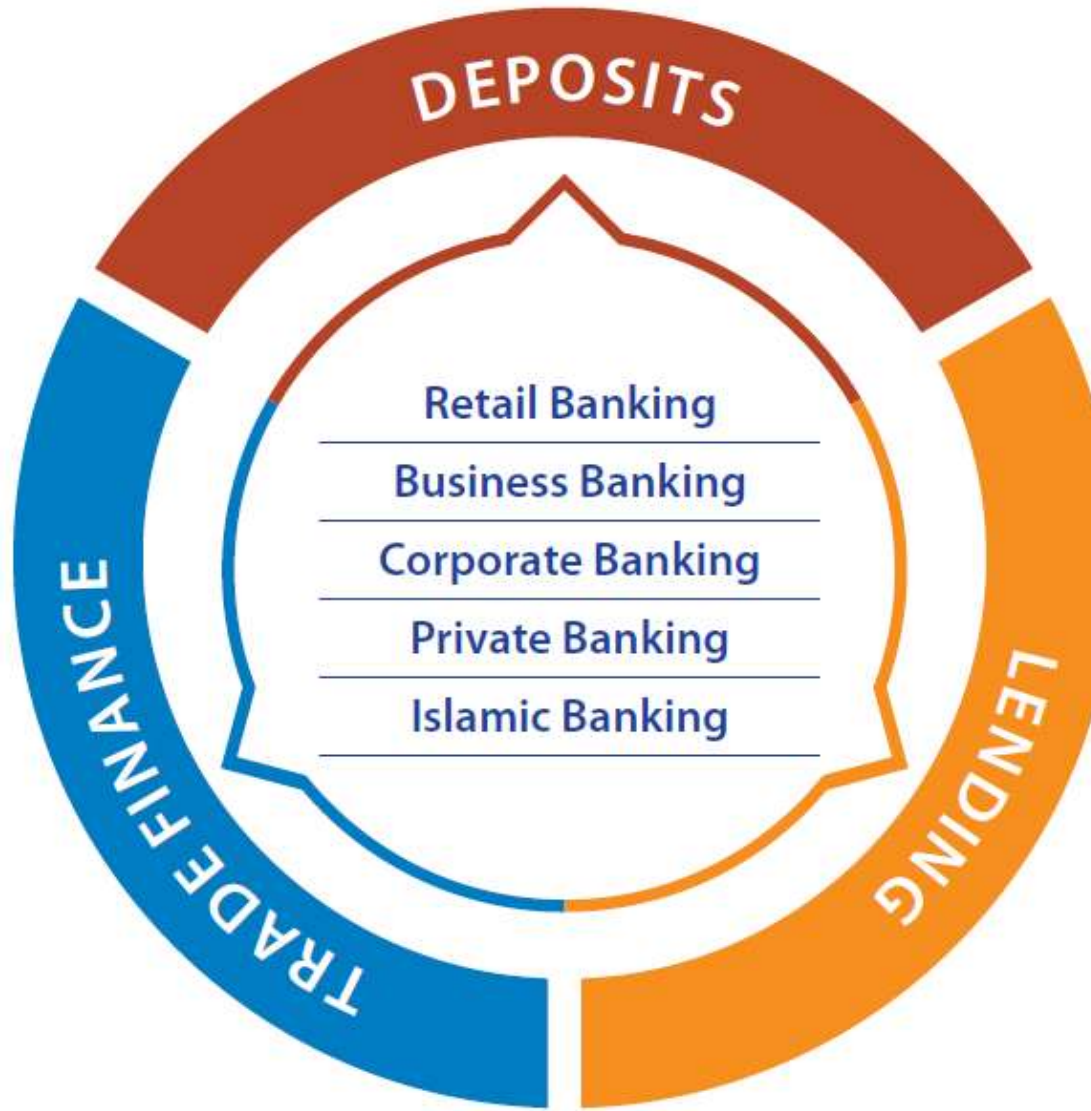 DEPOSITS
Retail Banking
Business Banking
Corporate Banking
Private Banking
Islamic Banking
TRADE FINANCE
LENDING